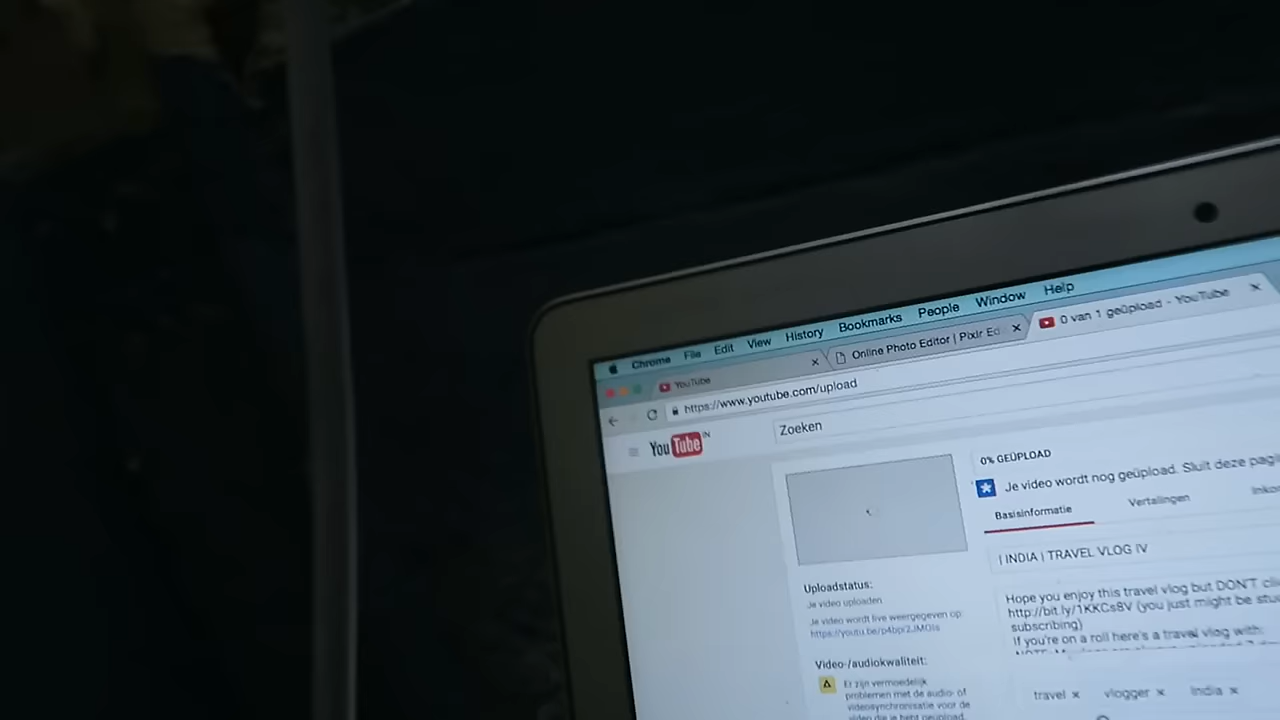 Chrome File Edit View History Bookmarks People Window Help
YouTube
Online Photo Editor | Pixlr Ed
0 van 1 geüpload - YouTube
https://www.youtube.com/upload
YouTube IN
Zoeken
0% GEÜPLOAD
Je video wordt nog geüpload. Sluit deze pagi
Basisinformatie
Vertalingen
| INDIA | TRAVEL VLOG IV
Uploadstatus:
Je video uploaden
Je video wordt live weergegeven op:
Hope you enjoy this travel vlog but DON'T cli
http://bit.ly/1KKCs8V (you just might be stu
subscribing)
If you're on a roll here's a travel vlog with:
Video-/audiokwaliteit:
Er zijn vermoedelijk
problemen met de audio- of
videosynchronisatie voor de
video die je hebt geüpload.
travel × vlogger × India ×